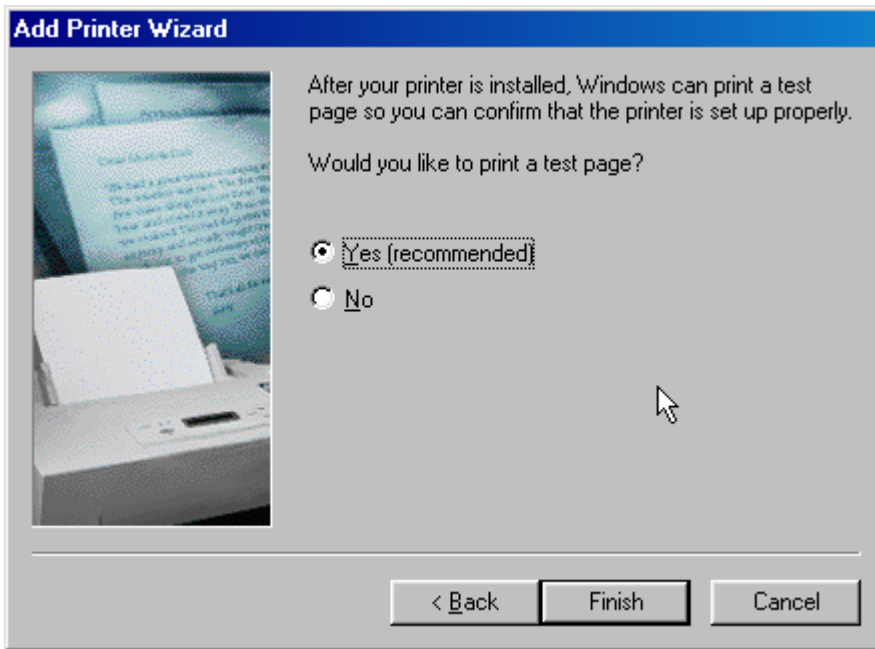 Add Printer Wizard
After your printer is installed, Windows can print a test
page so you can confirm that the printer is set up properly.
Would you like to print a test page?
Yes (recommended)
No
< Back
Finish
Cancel